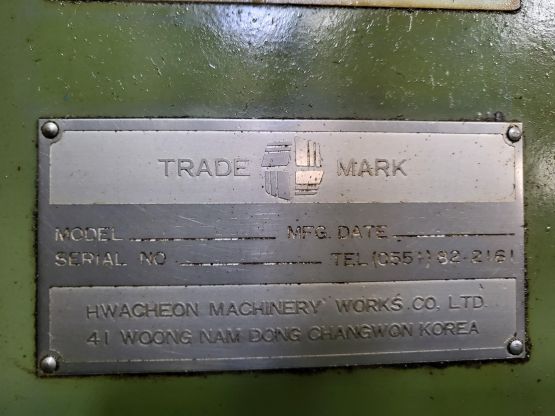 TRADE MARK
MODEL MFG. DATE
SERIAL NO TEL (0551) 82-2161
HWACHEON MACHINERY WORKS CO. LTD
41 WOONG NAM DONG CHANGWON KOREA